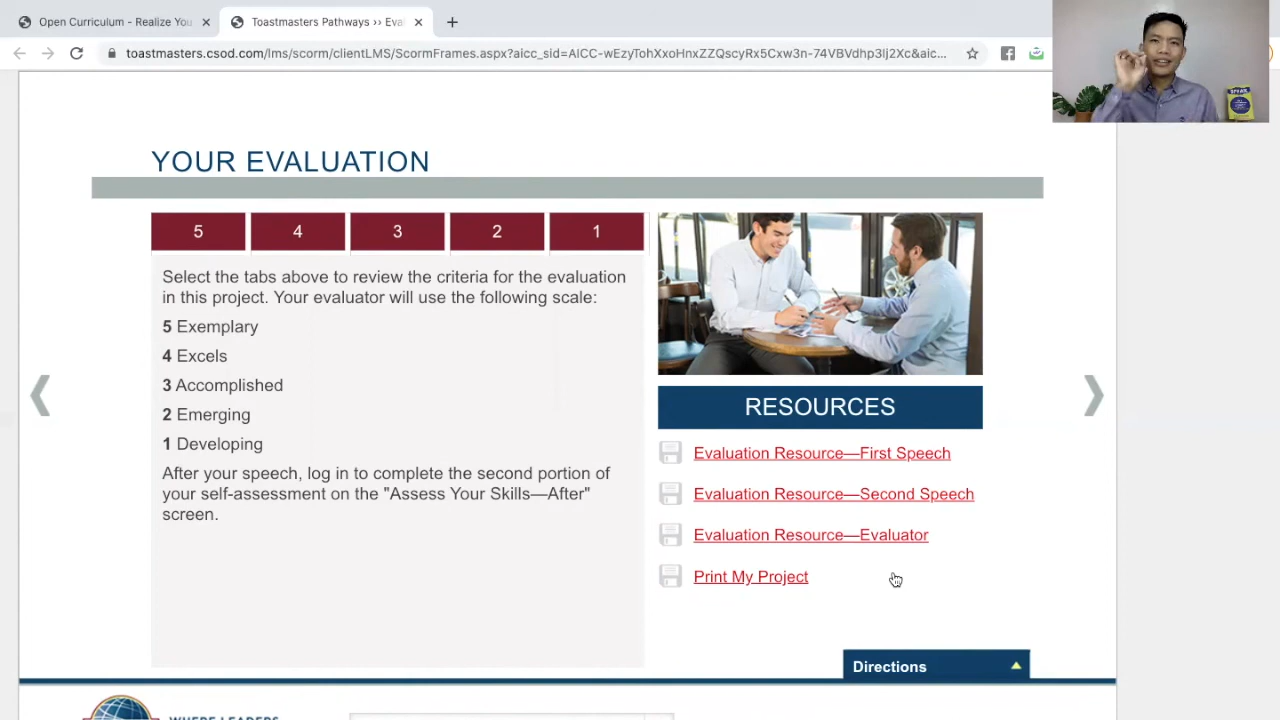 Open Curriculum - Realize You
Toastmasters Pathways ›› Eval
toastmasters.csod.com/lms/scorm/clientLMS/ScormFrames.aspx?aicc_sid=AICC-wEzyTohXxoHnxZZQscyRx5Cxw3n-74VBVdhp3Ij2Xc&aic...
YOUR EVALUATION
5 4 3 2 1
Select the tabs above to review the criteria for the evaluation
in this project. Your evaluator will use the following scale:
5 Exemplary
4 Excels
3 Accomplished
2 Emerging
1 Developing
After your speech, log in to complete the second portion of
your self-assessment on the "Assess Your Skills—After"
screen.
RESOURCES
Evaluation Resource—First Speech
Evaluation Resource—Second Speech
Evaluation Resource—Evaluator
Print My Project
Directions
WHERE LEADERS